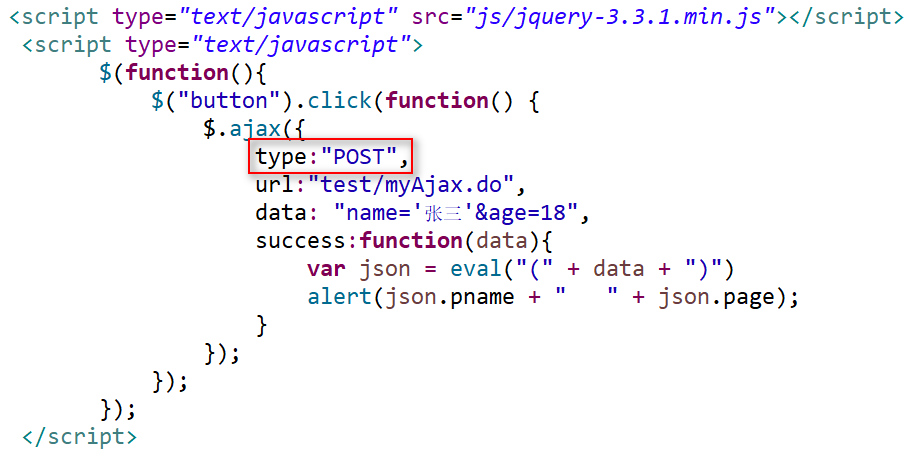 <script type="text/javascript" src="js/jquery-3.3.1.min.js"></script>
<script type="text/javascript">
$(function(){
$("button").click(function() {
$.ajax({
type:"POST",
url:"test/myAjax.do",
data: "name='张三'&age=18",
success:function(data){
var json = eval("(" + data + ")")
alert(json.pname + "   " + json.page);
}
});
});
});
</script>